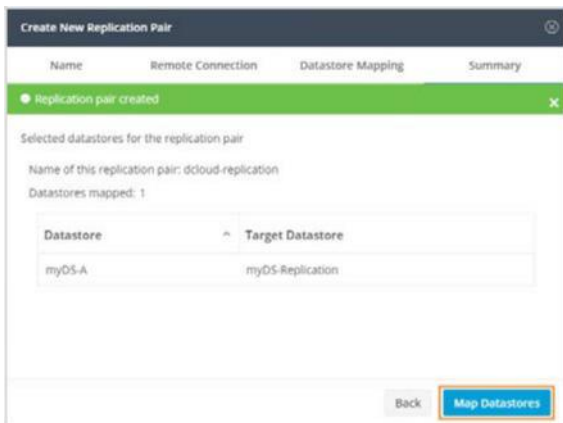 Create New Replication Pair
Name Remote Connection Datastore Mapping Summary
Replication pair created
Selected datastores for the replication pair
Name of this replication pair: dcloud-replication
Datastores mapped: 1
Datastore Target Datastore
myDS-A myDS-Replication
Back Map Datastores